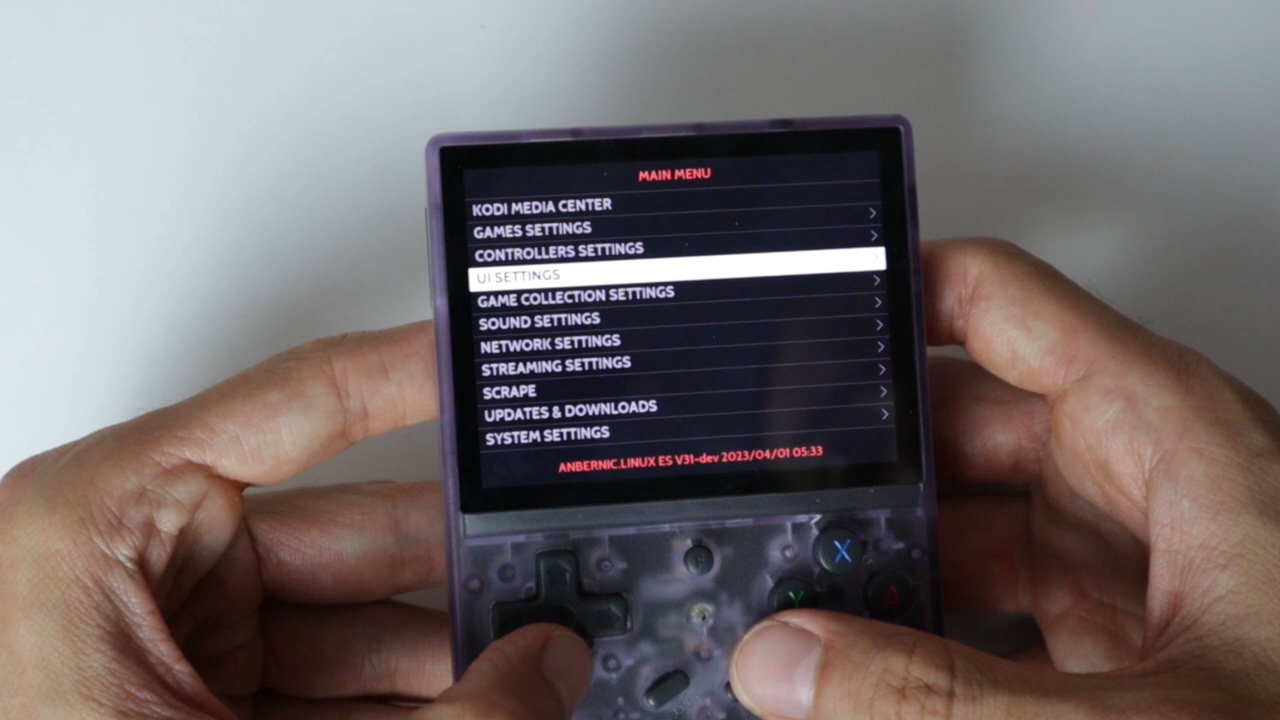 MAIN MENU
KODI MEDIA CENTER
GAMES SETTINGS
CONTROLLERS SETTINGS
UI SETTINGS
GAME COLLECTION SETTINGS
SOUND SETTINGS
NETWORK SETTINGS
STREAMING SETTINGS
SCRAPE
UPDATES & DOWNLOADS
SYSTEM SETTINGS
ANBERNIC.LINUX ES V31-dev 2023/04/01 05:33
X
Y
A